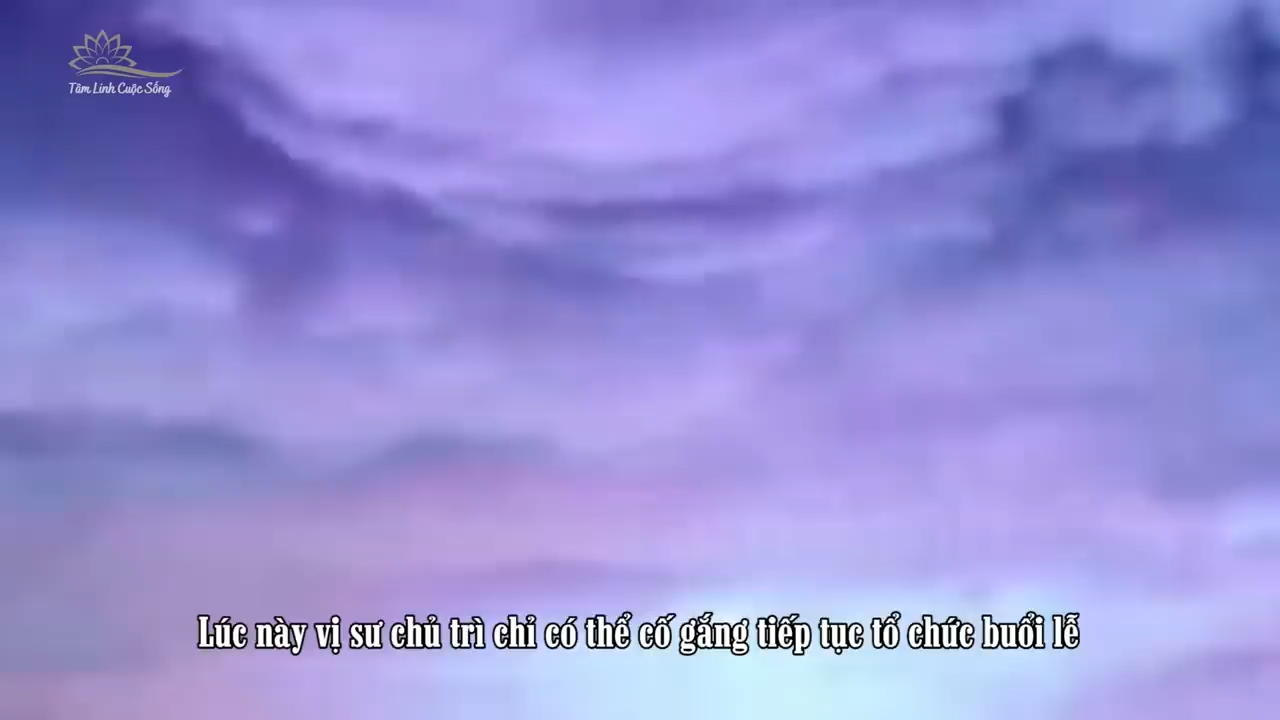 Tâm Linh Cuộc Sống
Lúc này vị sư chủ trì chỉ có thể cố gắng tiếp tục tổ chức buổi lễ